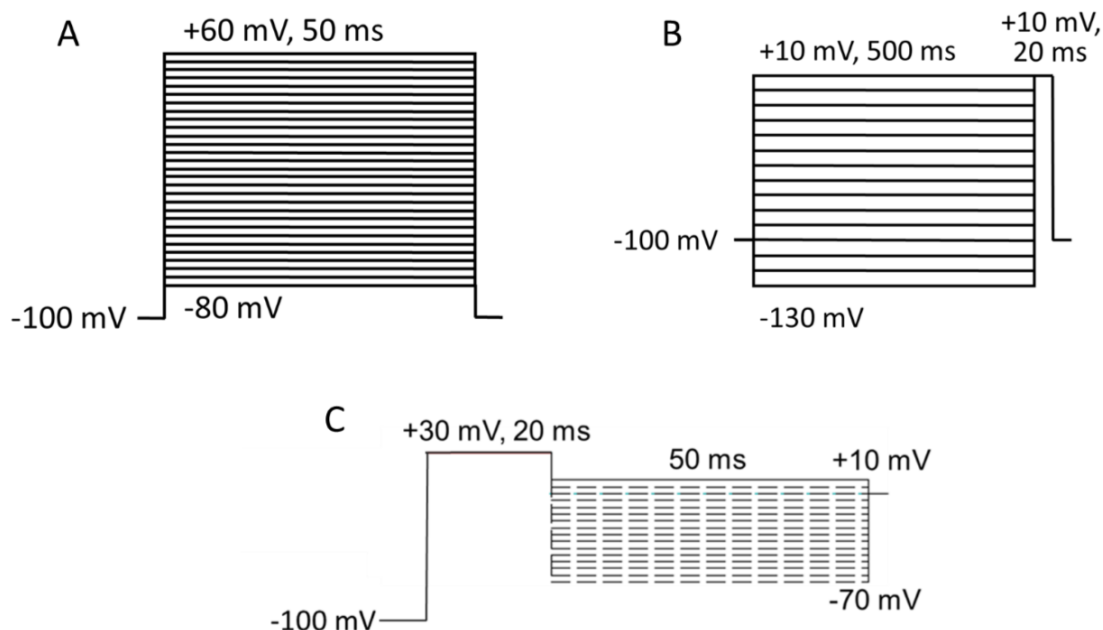 A
+60 mV, 50 ms
-100 mV
-80 mV
B
+10 mV, 500 ms
+10 mV,
20 ms
-100 mV
-130 mV
C
+30 mV, 20 ms
50 ms
+10 mV
-70 mV
-100 mV